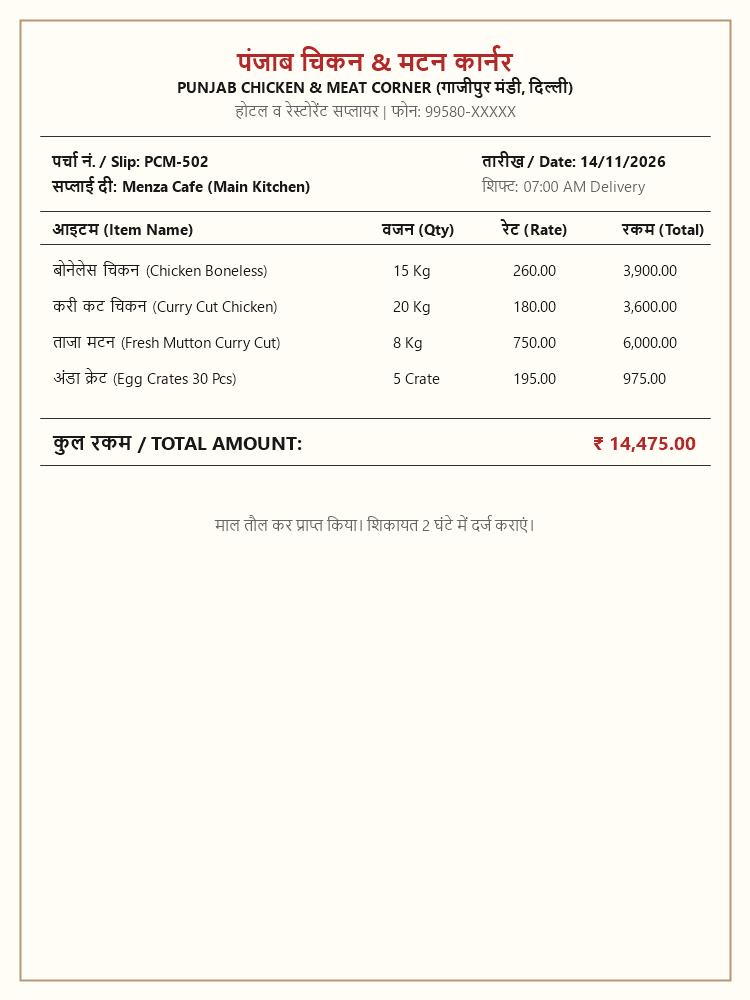 पंजाब चिकन & मटन कार्नर
PUNJAB CHICKEN & MEAT CORNER (गाजीपुर मंडी, दिल्ली)
होटल व रेस्टोरेंट सप्लायर | फोन: 99580-XXXXX
पर्चा नं. / Slip: PCM-502 तारीख / Date: 14/11/2026
सप्लाई दी: Menza Cafe (Main Kitchen) शिफ्ट: 07:00 AM Delivery
आइटम (Item Name) वजन (Qty) रेट (Rate) रकम (Total)
बोनेलेस चिकन (Chicken Boneless) 15 Kg 260.00 3,900.00
करी कट चिकन (Curry Cut Chicken) 20 Kg 180.00 3,600.00
ताजा मटन (Fresh Mutton Curry Cut) 8 Kg 750.00 6,000.00
अंडा क्रेट (Egg Crates 30 Pcs) 5 Crate 195.00 975.00
कुल रकम / TOTAL AMOUNT: ₹ 14,475.00
माल तौल कर प्राप्त किया। शिकायत 2 घंटे में दर्ज कराएं।